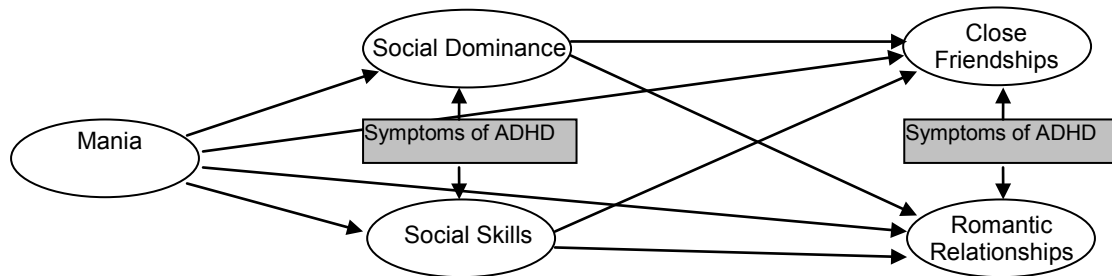 Social Dominance
Close
Friendships
Mania
Symptoms of ADHD
Symptoms of ADHD
Social Skills
Romantic
Relationships